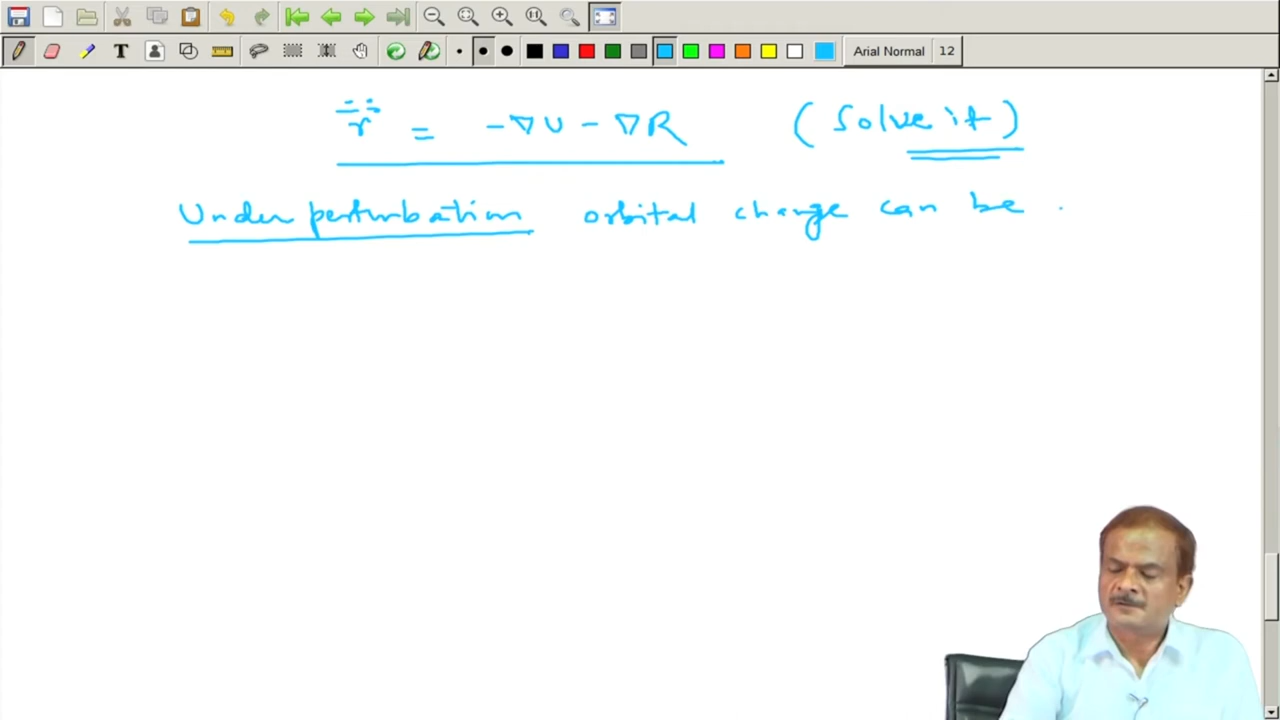 Arial Normal 12
r̈ = -∇U - ∇R (Solve it)
Under perturbation orbital change can be .